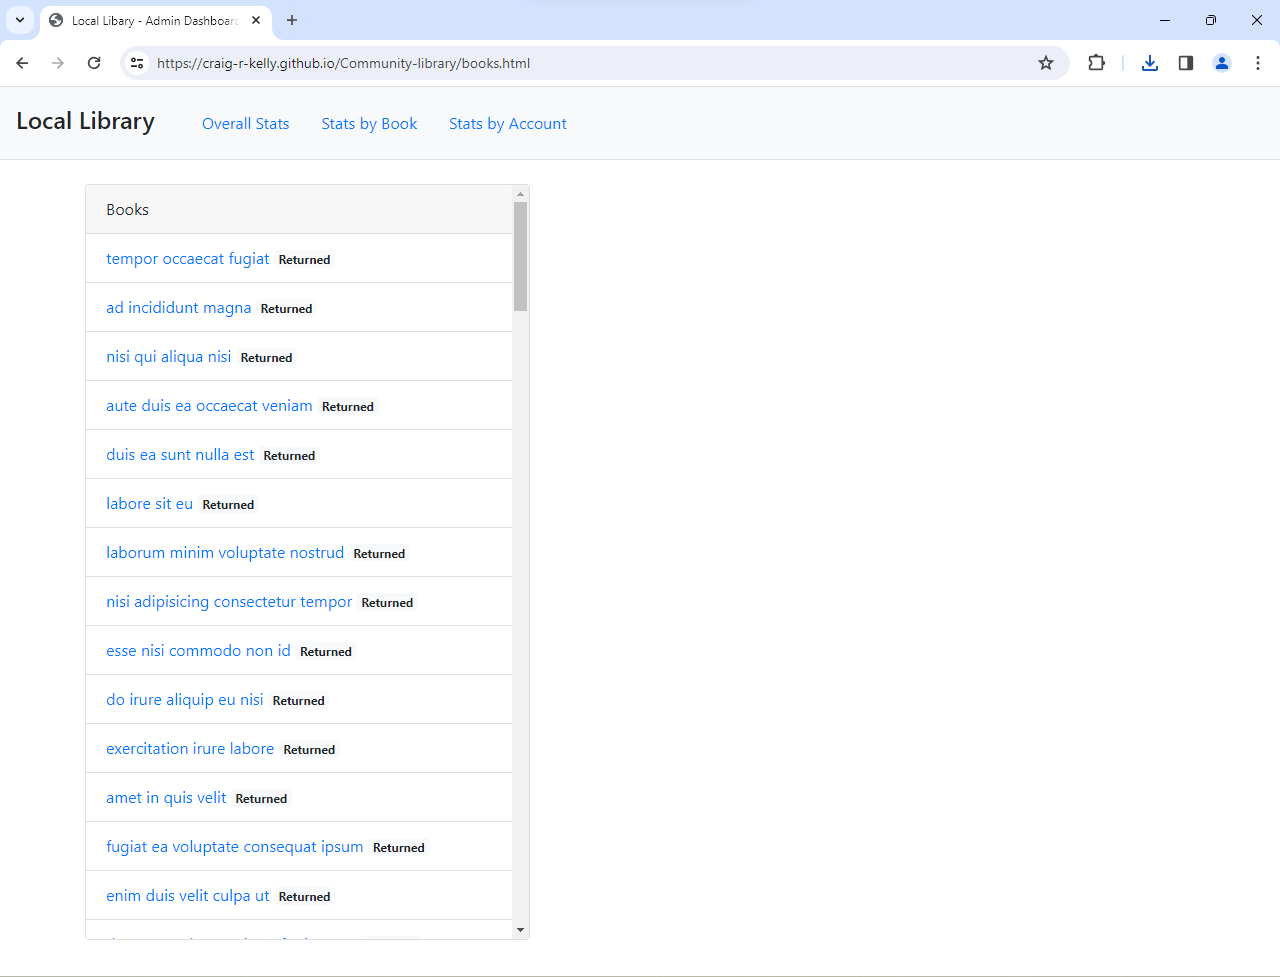 Local Libary - Admin Dashboard
https://craig-r-kelly.github.io/Community-library/books.html
Local Library
Overall Stats
Stats by Book
Stats by Account
Books
tempor occaecat fugiat Returned
ad incididunt magna Returned
nisi qui aliqua nisi Returned
aute duis ea occaecat veniam Returned
duis ea sunt nulla est Returned
labore sit eu Returned
laborum minim voluptate nostrud Returned
nisi adipisicing consectetur tempor Returned
esse nisi commodo non id Returned
do irure aliquip eu nisi Returned
exercitation irure labore Returned
amet in quis velit Returned
fugiat ea voluptate consequat ipsum Returned
enim duis velit culpa ut Returned